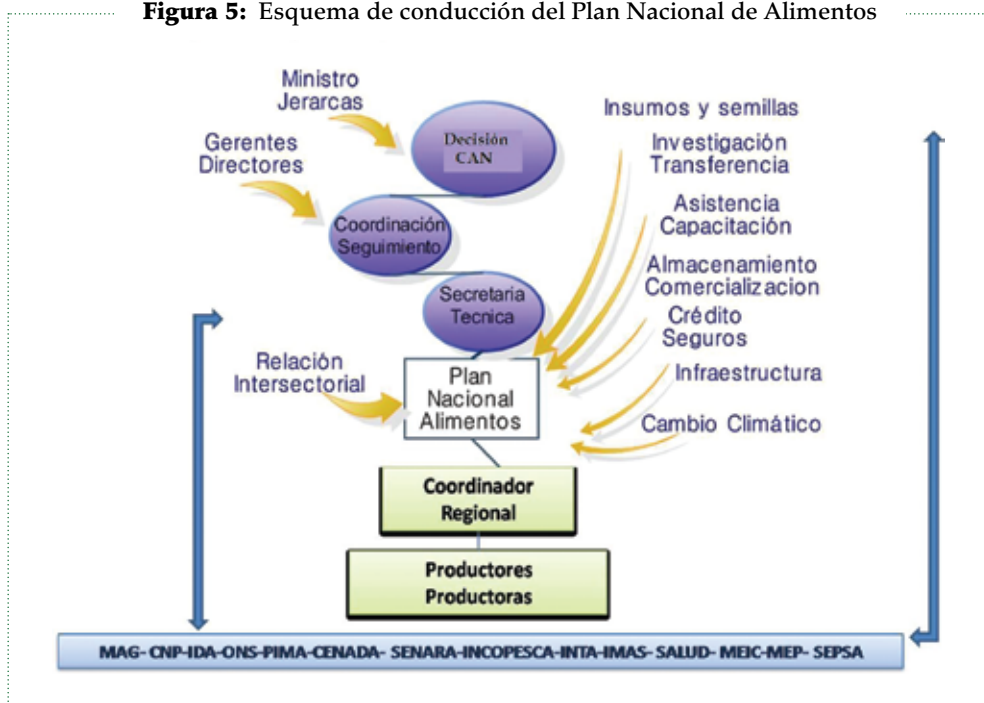 Figura 5: Esquema de conducción del Plan Nacional de Alimentos
Ministro
Jerarcas
Gerentes
Directores
Decisión
CAN
Coordinación
Seguimiento
Secretaria
Tecnica
Relación
Intersectorial
Plan
Nacional
Alimentos
Insumos y semillas
Investigación
Transferencia
Asistencia
Capacitación
Almacenamiento
Comercializacion
Crédito
Seguros
Infraestructura
Cambio Climático
Coordinador
Regional
Productores
Productoras
MAG- CNP-IDA-ONS-PIMA-CENADA- SENARA-INCOPESCA-INTA-IMAS- SALUD- MEIC-MEP- SEPSA